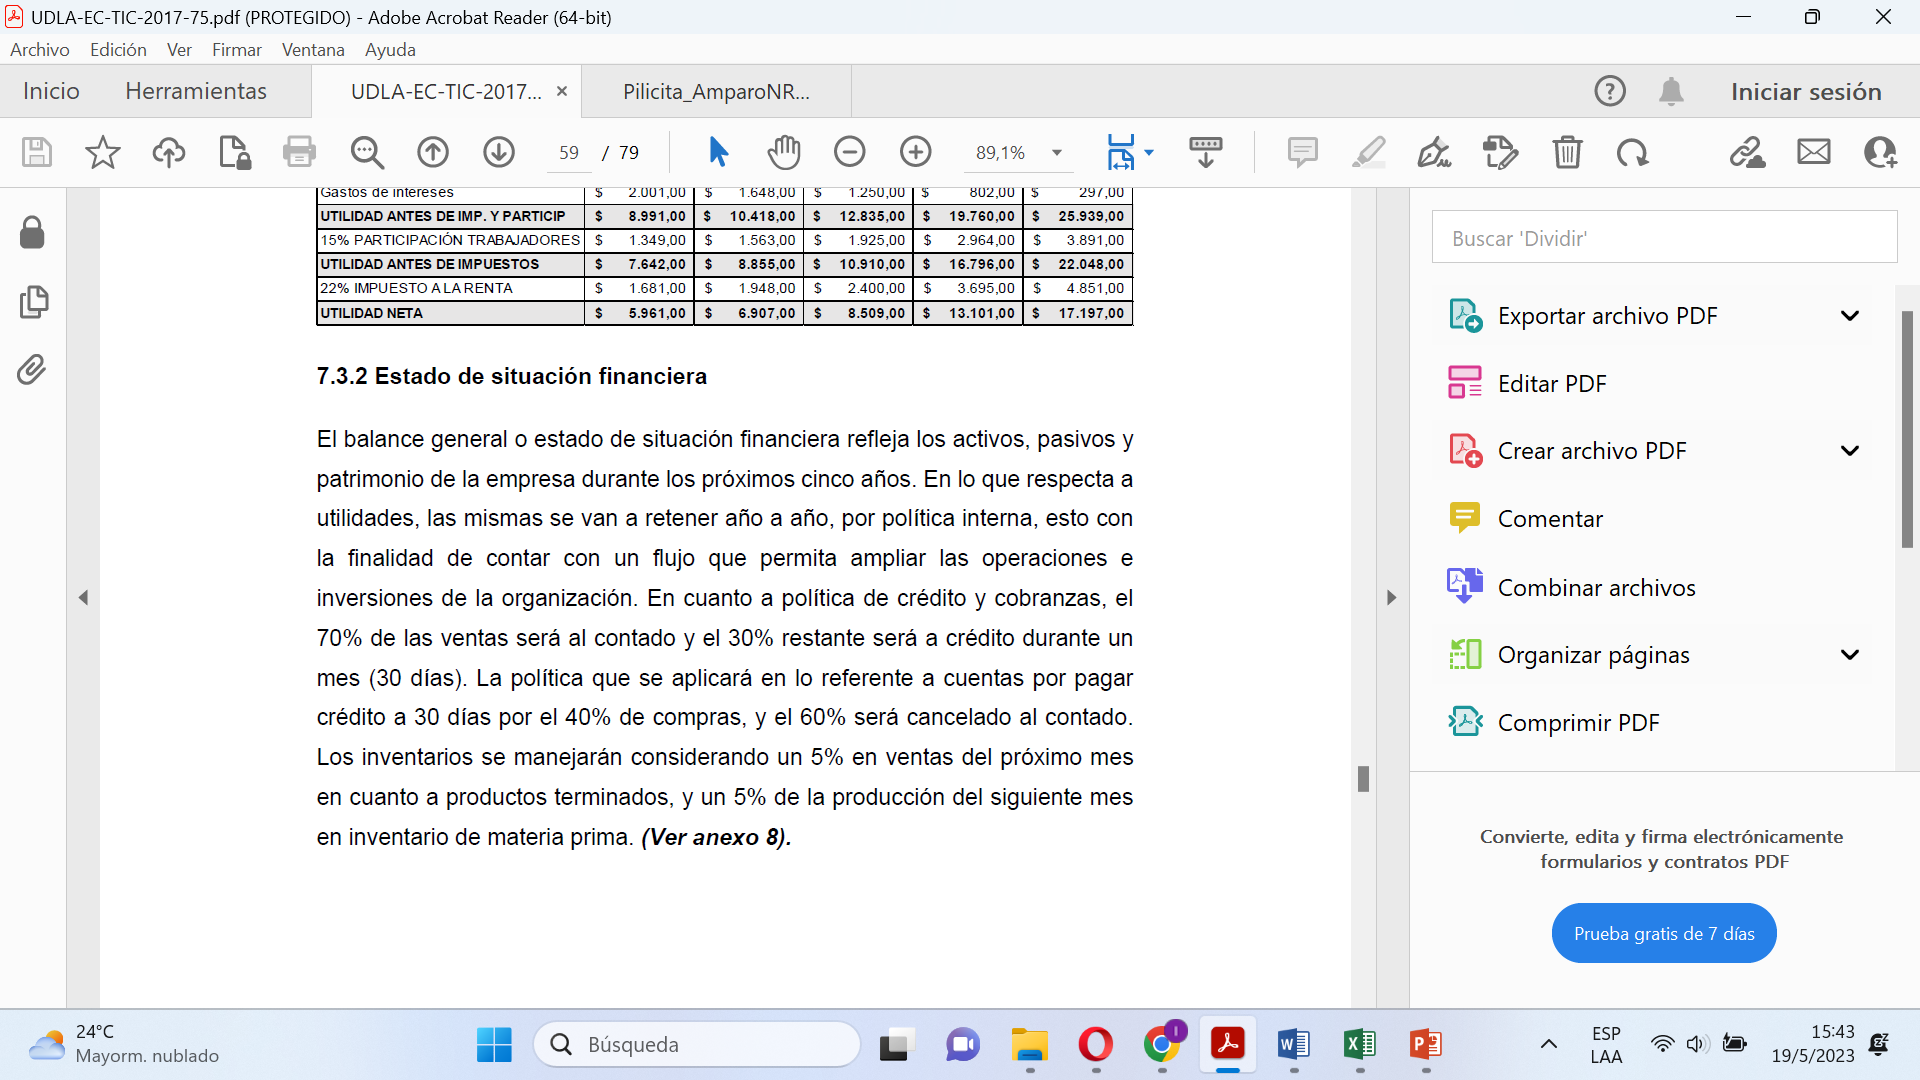 UDLA-EC-TIC-2017-75.pdf (PROTEGIDO) - Adobe Acrobat Reader (64-bit)
Archivo Edición Ver Firmar Ventana Ayuda
Inicio Herramientas UDLA-EC-TIC-2017... × Pilicita_AmparoNR... Iniciar sesión
59 / 79 89,1%
Gastos de intereses $ 2.001,00 $ 1.648,00 $ 1.250,00 $ 802,00 $ 297,00
UTILIDAD ANTES DE IMP. Y PARTICIP $ 8.991,00 $ 10.418,00 $ 12.835,00 $ 19.760,00 $ 25.939,00
15% PARTICIPACIÓN TRABAJADORES $ 1.349,00 $ 1.563,00 $ 1.925,00 $ 2.964,00 $ 3.891,00
UTILIDAD ANTES DE IMPUESTOS $ 7.642,00 $ 8.855,00 $ 10.910,00 $ 16.796,00 $ 22.048,00
22% IMPUESTO A LA RENTA $ 1.681,00 $ 1.948,00 $ 2.400,00 $ 3.695,00 $ 4.851,00
UTILIDAD NETA $ 5.961,00 $ 6.907,00 $ 8.509,00 $ 13.101,00 $ 17.197,00
7.3.2 Estado de situación financiera
El balance general o estado de situación financiera refleja los activos, pasivos y
patrimonio de la empresa durante los próximos cinco años. En lo que respecta a
utilidades, las mismas se van a retener año a año, por política interna, esto con
la finalidad de contar con un flujo que permita ampliar las operaciones e
inversiones de la organización. En cuanto a política de crédito y cobranzas, el
70% de las ventas será al contado y el 30% restante será a crédito durante un
mes (30 días). La política que se aplicará en lo referente a cuentas por pagar
crédito a 30 días por el 40% de compras, y el 60% será cancelado al contado.
Los inventarios se manejarán considerando un 5% en ventas del próximo mes
en cuanto a productos terminados, y un 5% de la producción del siguiente mes
en inventario de materia prima. (Ver anexo 8).
Buscar 'Dividir'
Exportar archivo PDF
Editar PDF
Crear archivo PDF
Comentar
Combinar archivos
Organizar páginas
Comprimir PDF
Convierte, edita y firma electrónicamente
formularios y contratos PDF
Prueba gratis de 7 días
24°C
Mayorm. nublado
Búsqueda
ESP
LAA
15:43
19/5/2023